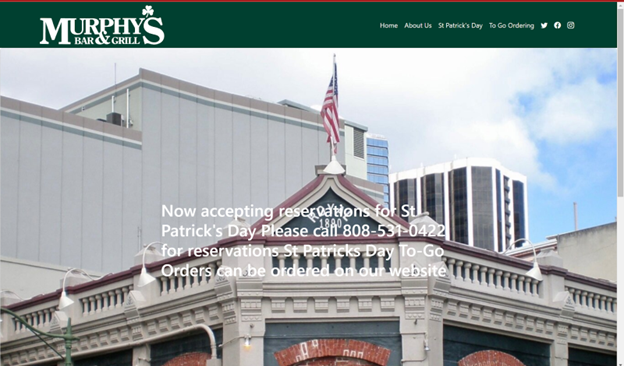 MURPHY'S
BAR & GRILL
Home About Us St Patrick's Day To Go Ordering
Now accepting reservations for St
Patrick's Day Please call 808-531-0422
for reservations St Patricks Day To-Go
Orders can be ordered on our website
ROYAL
1890